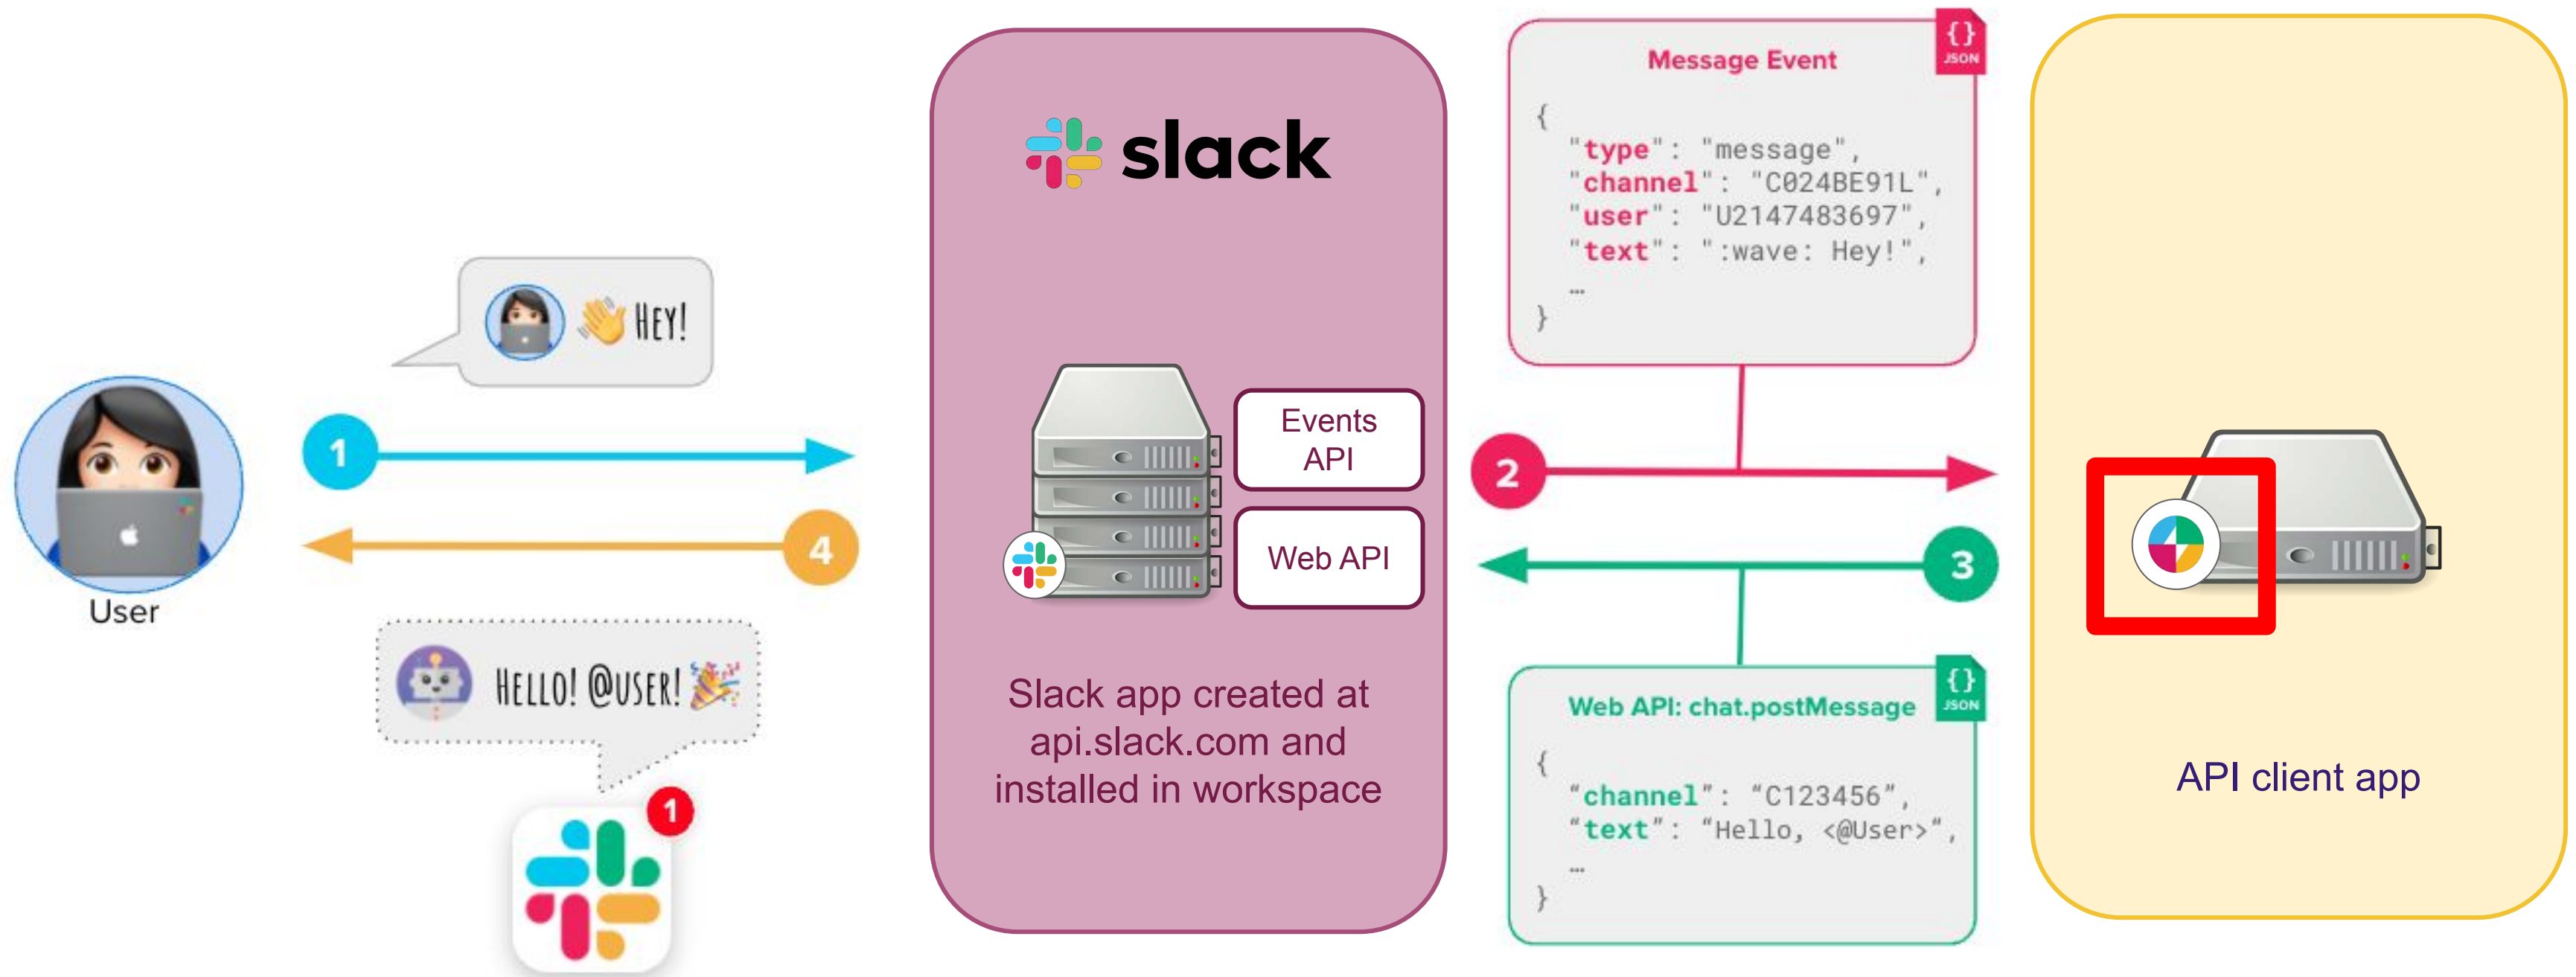 HEY!
1
4
User
HELLO! @USER!
1
slack
Events
API
Web API
Slack app created at
api.slack.com and
installed in workspace
{}
JSON
Message Event
{
"type": "message",
"channel": "C024BE91L",
"user": "U2147483697",
"text": ":wave: Hey!",
…
}
2
3
{}
JSON
Web API: chat.postMessage
{
“channel”: “C123456”,
“text”: “Hello, <@User>”,
…
}
API client app